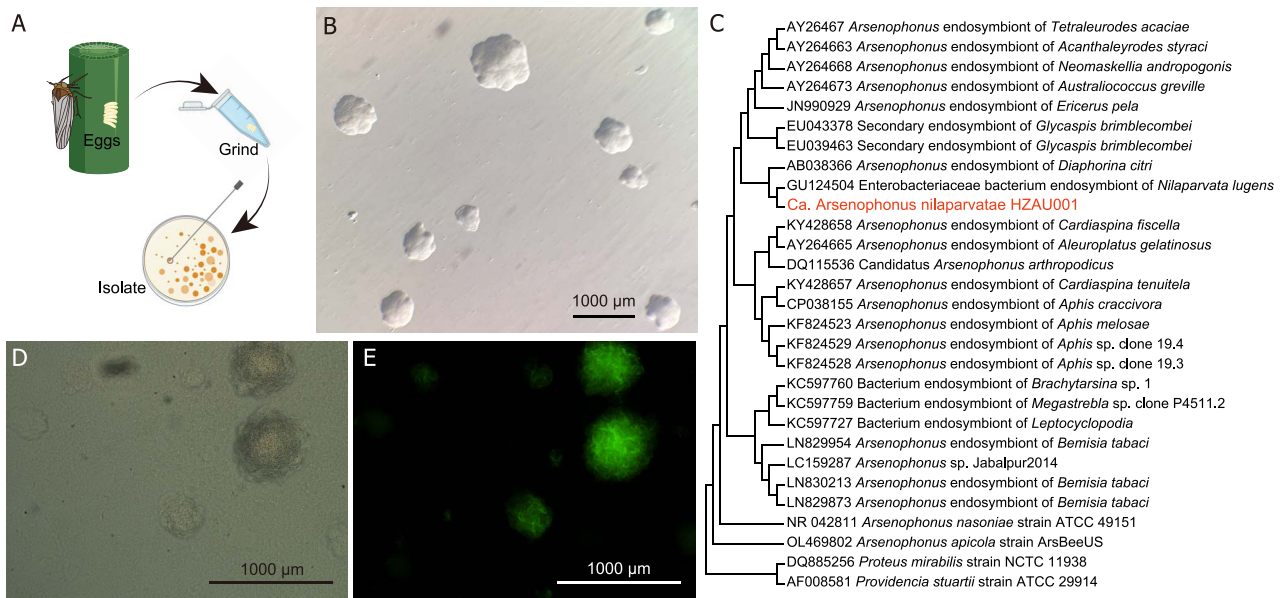 A
Eggs
Grind
Isolate
B
1000 µm
C
AY26467 Arsenophonus endosymbiont of Tetraleurodes acaciae
AY264663 Arsenophonus endosymbiont of Acanthaleyrodes styraci
AY264668 Arsenophonus endosymbiont of Neomaskellia andropogonis
AY264673 Arsenophonus endosymbiont of Australiococcus greville
JN990929 Arsenophonus endosymbiont of Ericerus pela
EU043378 Secondary endosymbiont of Glycaspis brimblecombei
EU039463 Secondary endosymbiont of Glycaspis brimblecombei
AB038366 Arsenophonus endosymbiont of Diaphorina citri
GU124504 Enterobacteriaceae bacterium endosymbiont of Nilaparvata lugens
Ca. Arsenophonus nilaparvatae HZAU001
KY428658 Arsenophonus endosymbiont of Cardiaspina fiscella
AY264665 Arsenophonus endosymbiont of Aleuroplatus gelatinosus
DQ115536 Candidatus Arsenophonus arthropodicus
KY428657 Arsenophonus endosymbiont of Cardiaspina tenuitela
CP038155 Arsenophonus endosymbiont of Aphis craccivora
KF824523 Arsenophonus endosymbiont of Aphis melosae
KF824529 Arsenophonus endosymbiont of Aphis sp. clone 19.4
KF824528 Arsenophonus endosymbiont of Aphis sp. clone 19.3
KC597760 Bacterium endosymbiont of Brachytarsina sp. 1
KC597759 Bacterium endosymbiont of Megastrebla sp. clone P4511.2
KC597727 Bacterium endosymbiont of Leptocyclopodia
LN829954 Arsenophonus endosymbiont of Bemisia tabaci
LC159287 Arsenophonus sp. Jabalpur2014
LN830213 Arsenophonus endosymbiont of Bemisia tabaci
LN829873 Arsenophonus endosymbiont of Bemisia tabaci
NR 042811 Arsenophonus nasoniae strain ATCC 49151
OL469802 Arsenophonus apicola strain ArsBeeUS
DQ885256 Proteus mirabilis strain NCTC 11938
AF008581 Providencia stuartii strain ATCC 29914
D
1000 µm
E
1000 µm